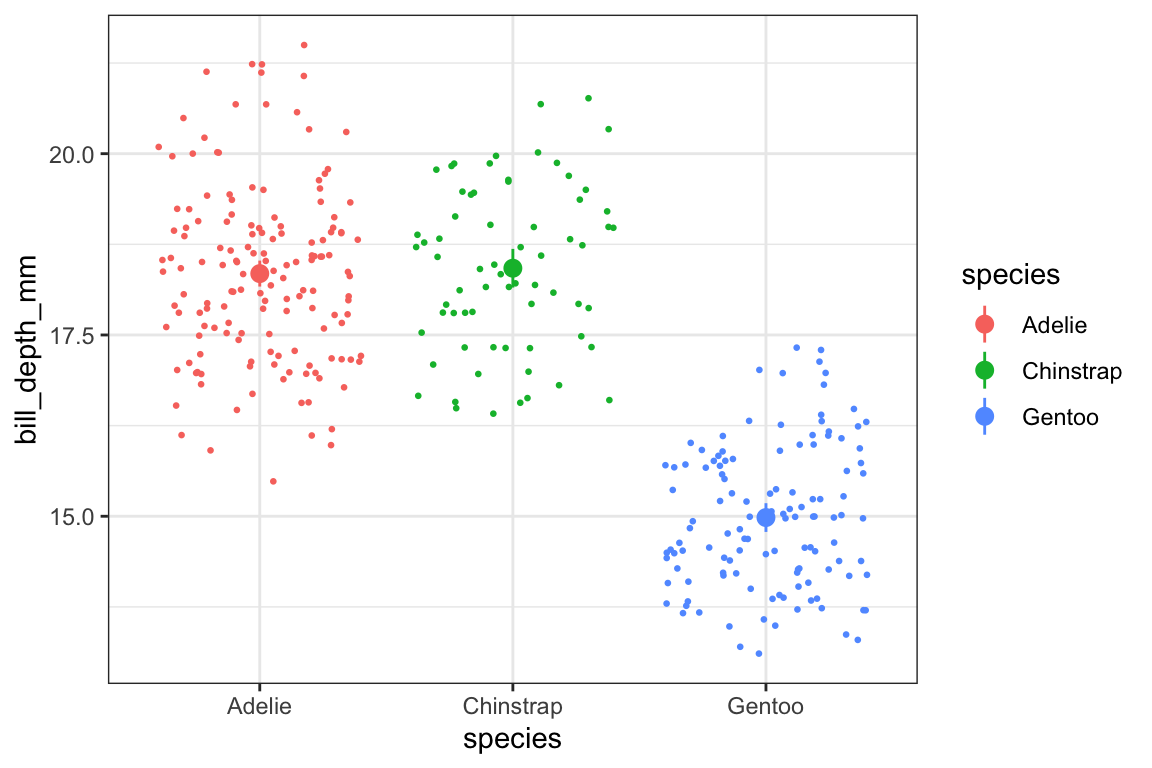 bill_depth_mm
20.0
17.5
15.0
Adelie
Chinstrap
Gentoo
species
species
Adelie
Chinstrap
Gentoo